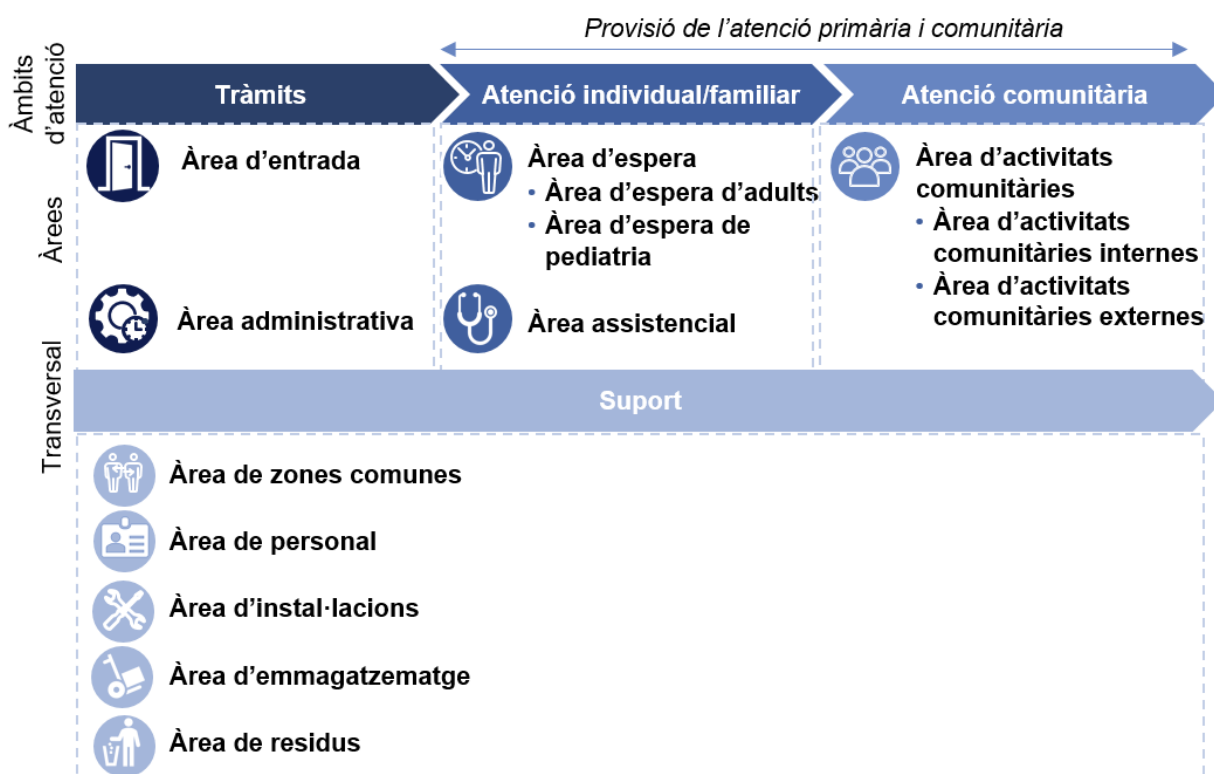 Provisió de l’atenció primària i comunitària
Àmbits
d’atenció
Tràmits
Atenció individual/familiar
Atenció comunitària
Àrees
Àrea d’entrada
Àrea administrativa
Àrea d’espera
• Àrea d’espera d’adults
• Àrea d’espera de
pediatria
Àrea assistencial
Àrea d’activitats
comunitàries
• Àrea d’activitats
comunitàries internes
• Àrea d’activitats
comunitàries externes
Transversal
Suport
Àrea de zones comunes
Àrea de personal
Àrea d’instal·lacions
Àrea d’emmagatzematge
Àrea de residus